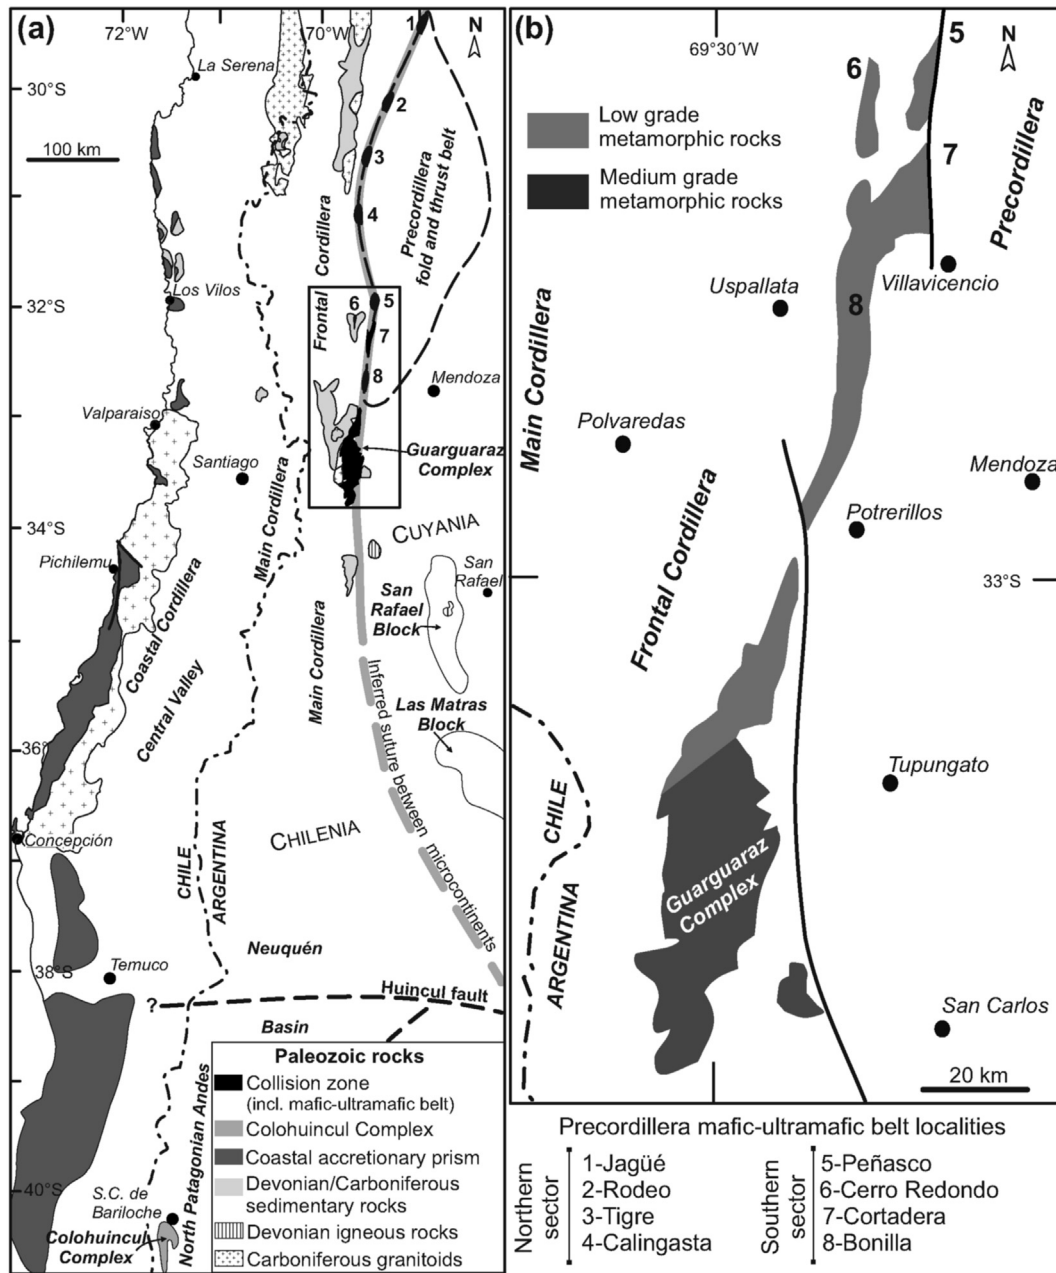 (a)
72°W
70°W
N
30°S
La Serena
100 km
1
2
3
4
Frontal Cordillera
Precordillera
fold and thrust belt
32°S
Los Vilos
Frontal
5
6
7
8
Mendoza
Valparaiso
Santiago
Guarguaraz
Complex
Main Cordillera
34°S
CUYANIA
Pichilemu
San
Rafael
San
Rafael
Block
Coastal Cordillera
Central Valley
Main Cordillera
Inferred suture between
microcontinents
Las Matras
Block
36°
CHILENIA
Concepción
CHILE
ARGENTINA
Neuquén
38°S
Temuco
Huincul fault
?
Basin
North Patagonian Andes
40°S
S.C. de
Bariloche
Colohuincul
Complex
Paleozoic rocks
Collision zone
(incl. mafic-ultramafic belt)
Colohuincul Complex
Coastal accretionary prism
Devonian/Carboniferous
sedimentary rocks
Devonian igneous rocks
Carboniferous granitoids
(b)
69°30´W
N
5
6
7
Low grade
metamorphic rocks
Medium grade
metamorphic rocks
Precordillera
Uspallata
Villavicencio
8
Main Cordillera
Polvaredas
Mendoza
Potrerillos
Frontal Cordillera
33°S
Tupungato
CHILE
ARGENTINA
Guarguaraz
Complex
San Carlos
20 km
Precordillera mafic-ultramafic belt localities
Northern
sector
1-Jagüé
2-Rodeo
3-Tigre
4-Calingasta
Southern
sector
5-Peñasco
6-Cerro Redondo
7-Cortadera
8-Bonilla